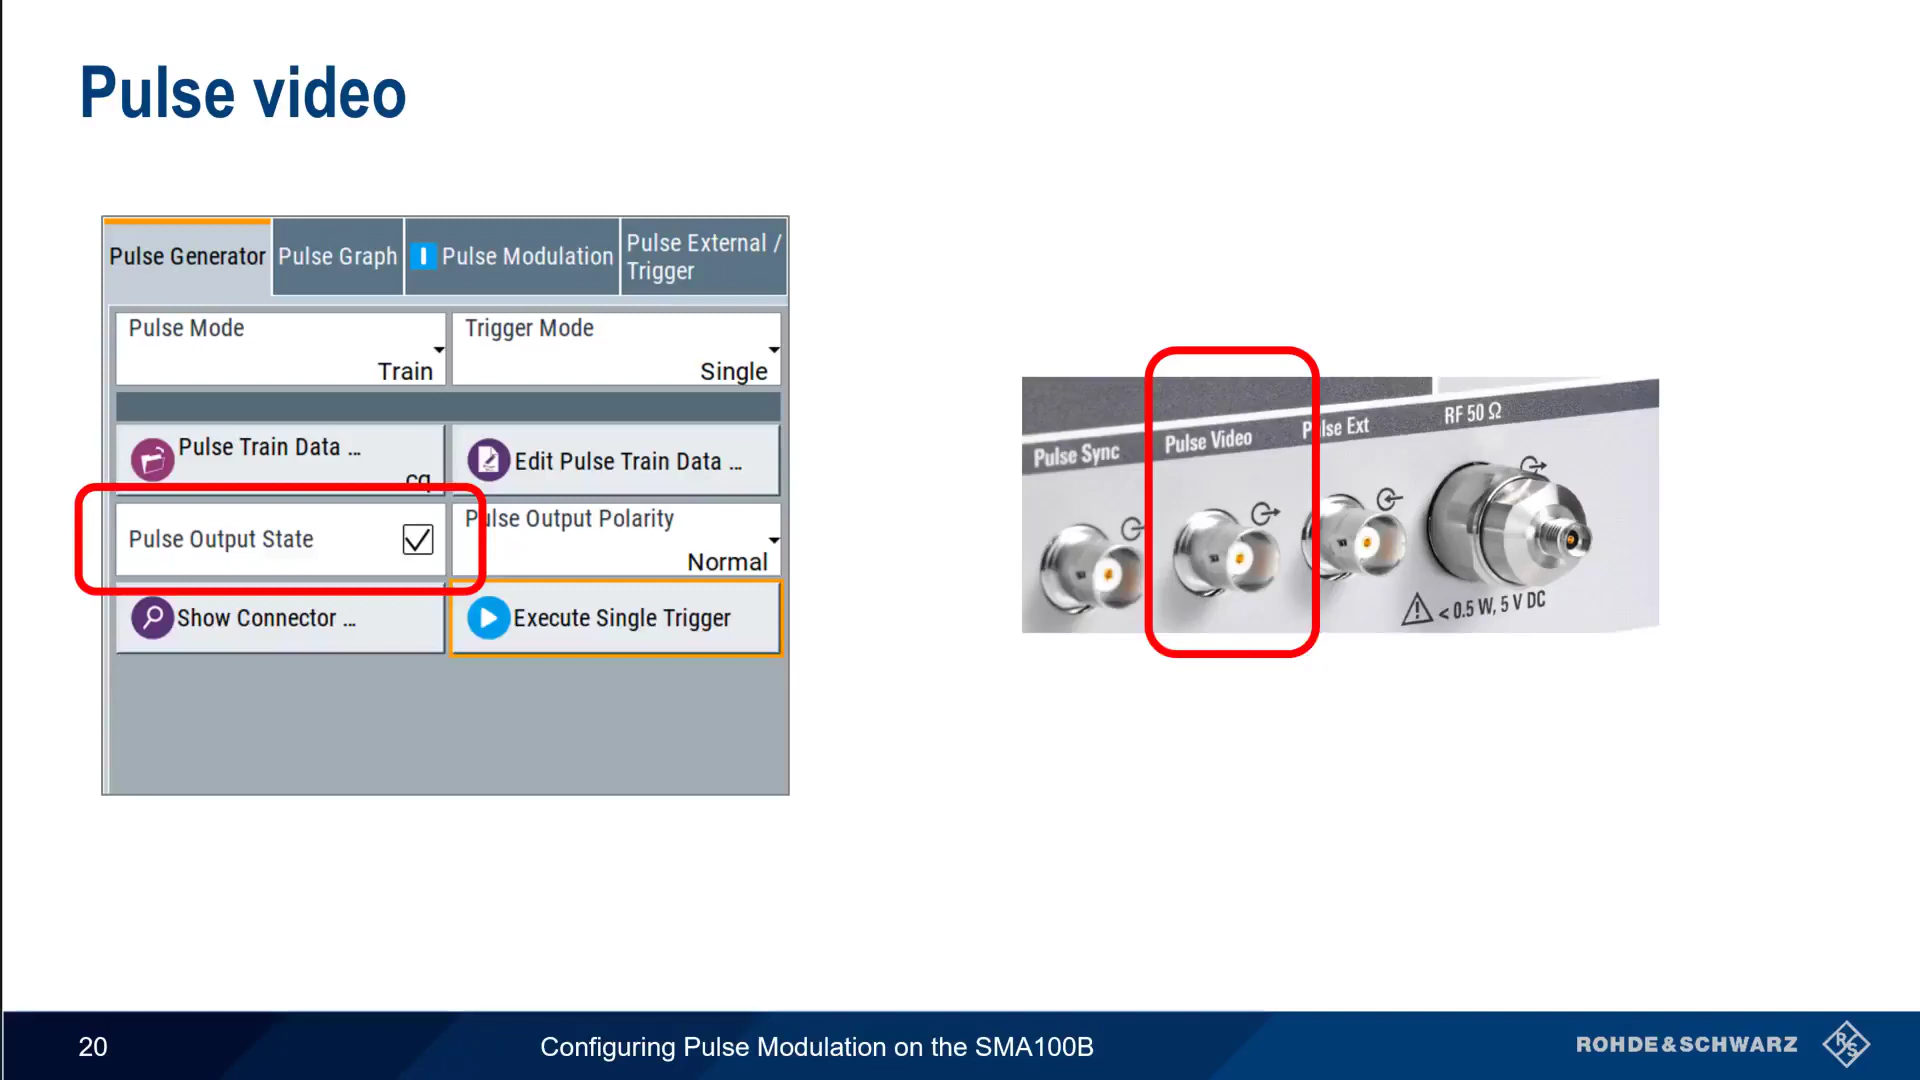 Pulse video
Pulse Generator
Pulse Graph
Pulse Modulation
Pulse External /
Trigger
Pulse Mode
Train
Trigger Mode
Single
Pulse Train Data ...
cq
Edit Pulse Train Data ...
Pulse Output State
Pulse Output Polarity
Normal
Show Connector ...
Execute Single Trigger
Pulse Sync
Pulse Video
Pulse Ext
RF 50 Ω
< 0.5 W, 5 V DC
20
Configuring Pulse Modulation on the SMA100B
ROHDE & SCHWARZ
R&S